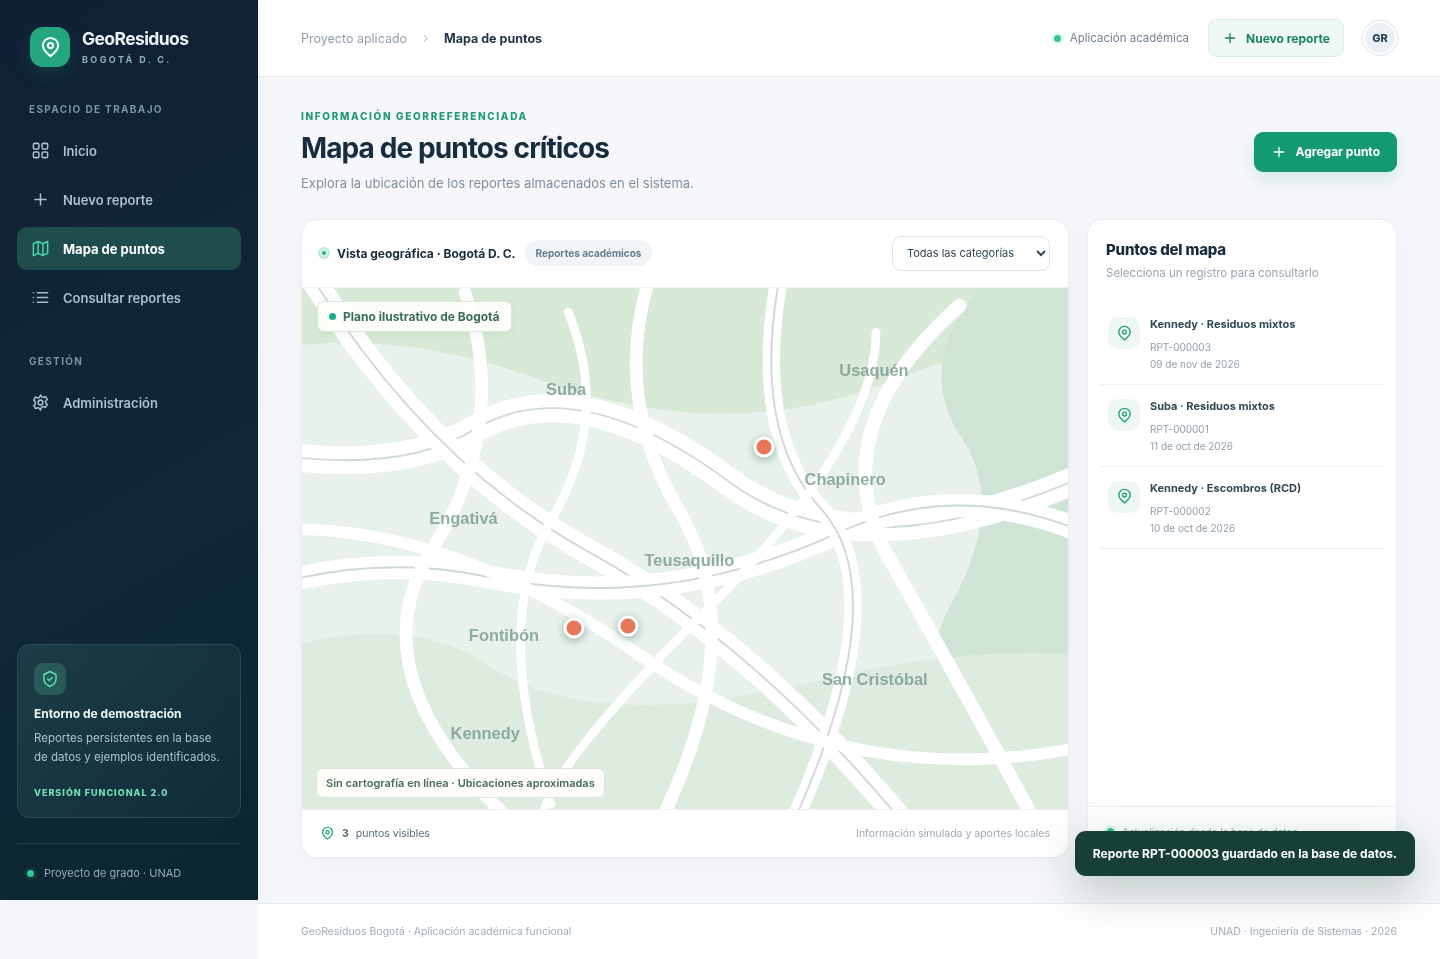 GeoResiduos
BOGOTÁ D. C.
ESPACIO DE TRABAJO
Inicio
Nuevo reporte
Mapa de puntos
Consultar reportes
GESTIÓN
Administración
Entorno de demostración
Reportes persistentes en la base
de datos y ejemplos identificados.
VERSIÓN FUNCIONAL 2.0
Proyecto de grado · UNAD
Proyecto aplicado
Mapa de puntos
Aplicación académica
Nuevo reporte
GR
INFORMACIÓN GEORREFERENCIADA
Mapa de puntos críticos
Explora la ubicación de los reportes almacenados en el sistema.
Agregar punto
Vista geográfica · Bogotá D. C.
Reportes académicos
Todas las categorías
Plano ilustrativo de Bogotá
Usaquén
Suba
Chapinero
Engativá
Teusaquillo
Fontibón
San Cristóbal
Kennedy
Sin cartografía en línea · Ubicaciones aproximadas
3 puntos visibles
Información simulada y aportes locales
Puntos del mapa
Selecciona un registro para consultarlo
Kennedy · Residuos mixtos
RPT-000003
09 de nov de 2026
Suba · Residuos mixtos
RPT-000001
11 de oct de 2026
Kennedy · Escombros (RCD)
RPT-000002
10 de oct de 2026
Actualización desde la base de datos
Reporte RPT-000003 guardado en la base de datos.
GeoResiduos Bogotá · Aplicación académica funcional
UNAD · Ingeniería de Sistemas · 2026